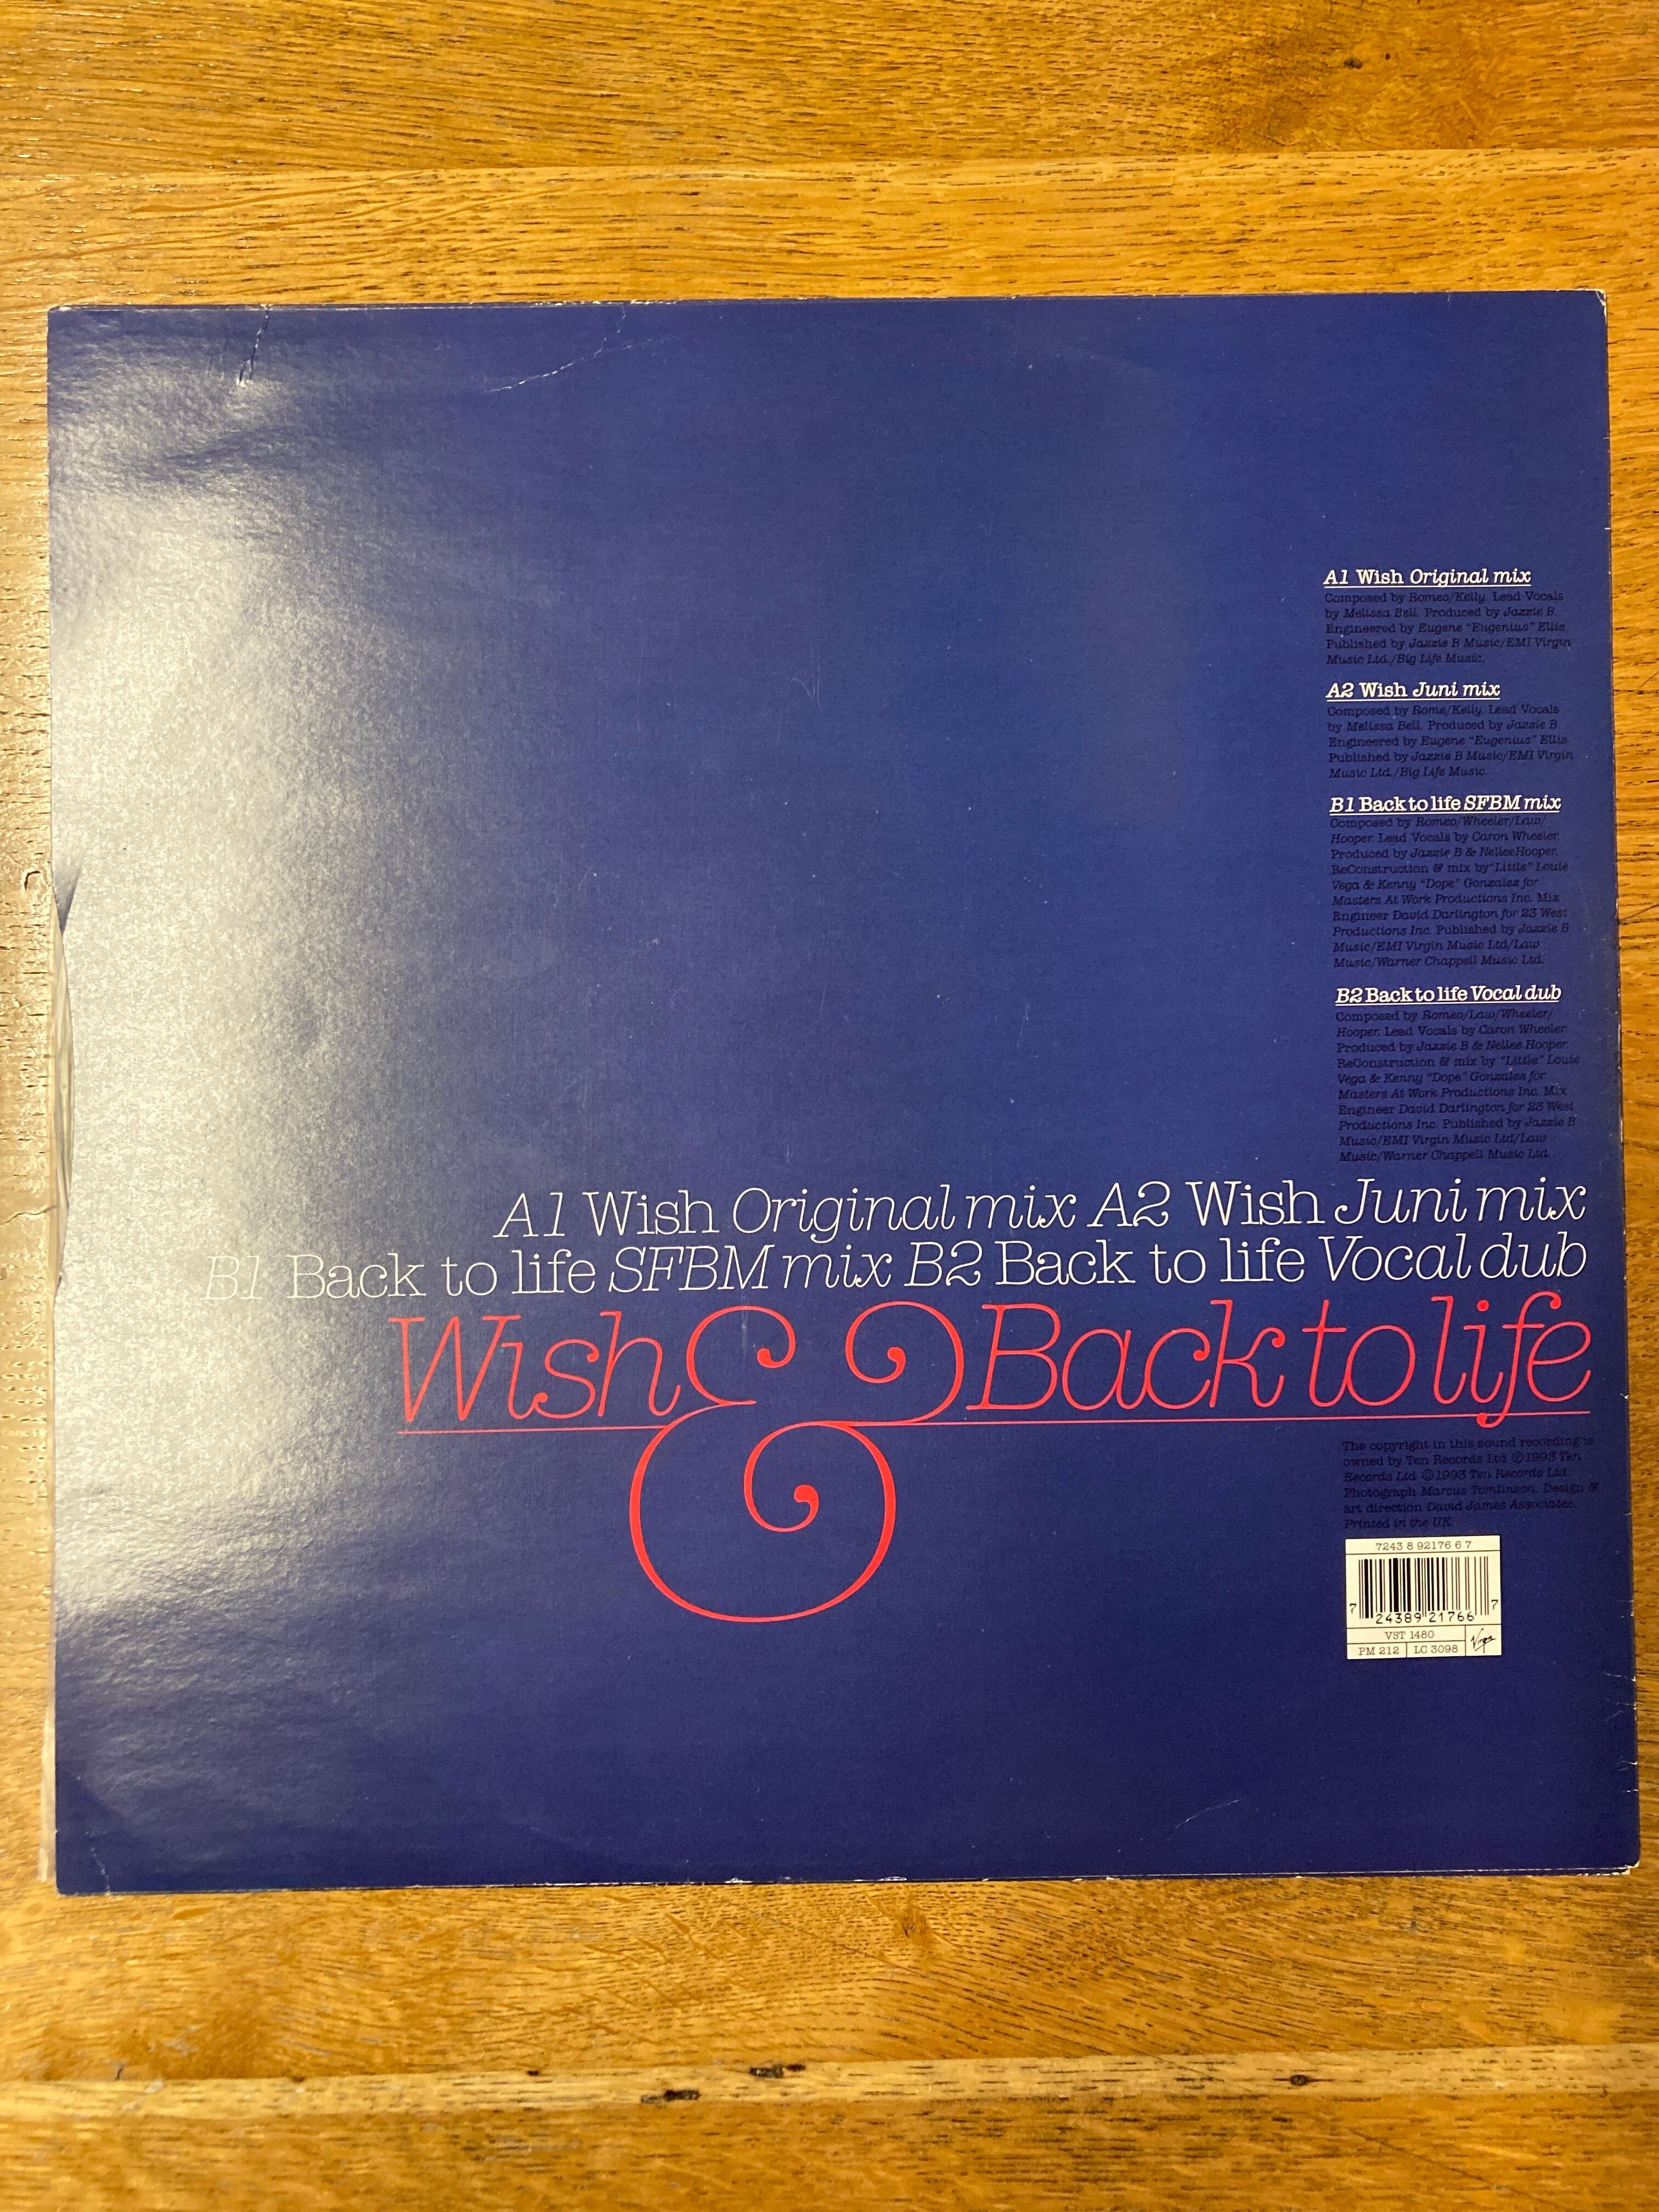 A1 Wish Original mix
Composed by Romeo/Kelly. Lead Vocals
by Melissa Bell. Produced by Jazzie B.
Engineered by Eugene "Eugenius" Ellis.
Published by Jazzie B Music/EMI Virgin
Music Ltd./Big Life Music.
A2 Wish Juni mix
Composed by Rome/Kelly. Lead Vocals
by Melissa Bell. Produced by Jazzie B.
Engineered by Eugene "Eugenius" Ellis.
Published by Jazzie B Music/EMI Virgin
Music Ltd./Big Life Music.
B1 Back to life SFBM mix
Composed by Romeo/Wheeler/Law/
Hooper. Lead Vocals by Caron Wheeler.
Produced by Jazzie B & NelleeHooper.
ReConstruction & mix by"Little" Louie
Vega & Kenny "Dope" Gonzalez for
Masters At Work Productions Inc. Mix
Engineer David Darlington for 23 West
Productions Inc. Published by Jazzie B
Music/EMI Virgin Music Ltd/Law
Music/Warner Chappell Music Ltd.
B2 Back to life Vocal dub
Composed by Romeo/Law/Wheeler/
Hooper. Lead Vocals by Caron Wheeler.
Produced by Jazzie B & Nellee Hooper.
ReConstruction & mix by "Little" Louie
Vega & Kenny "Dope" Gonzalez for
Masters At Work Productions Inc. Mix
Engineer David Darlington for 23 West
Productions Inc. Published by Jazzie B
Music/EMI Virgin Music Ltd/Law
Music/Warner Chappell Music Ltd.
A1 Wish Original mix A2 Wish Juni mix
B1 Back to life SFBM mix B2 Back to life Vocal dub
Wish & Back to life
The copyright in this sound recording is
owned by Ten Records Ltd. ℗1993 Ten
Records Ltd. ©1993 Ten Records Ltd.
Photograph Marcus Tomlinson. Design &
art direction David James Associates.
Printed in the UK
7243 8 92176 6 7
7 24389 21766 7
VST 1480
PM 212 LC 3098 Virgin